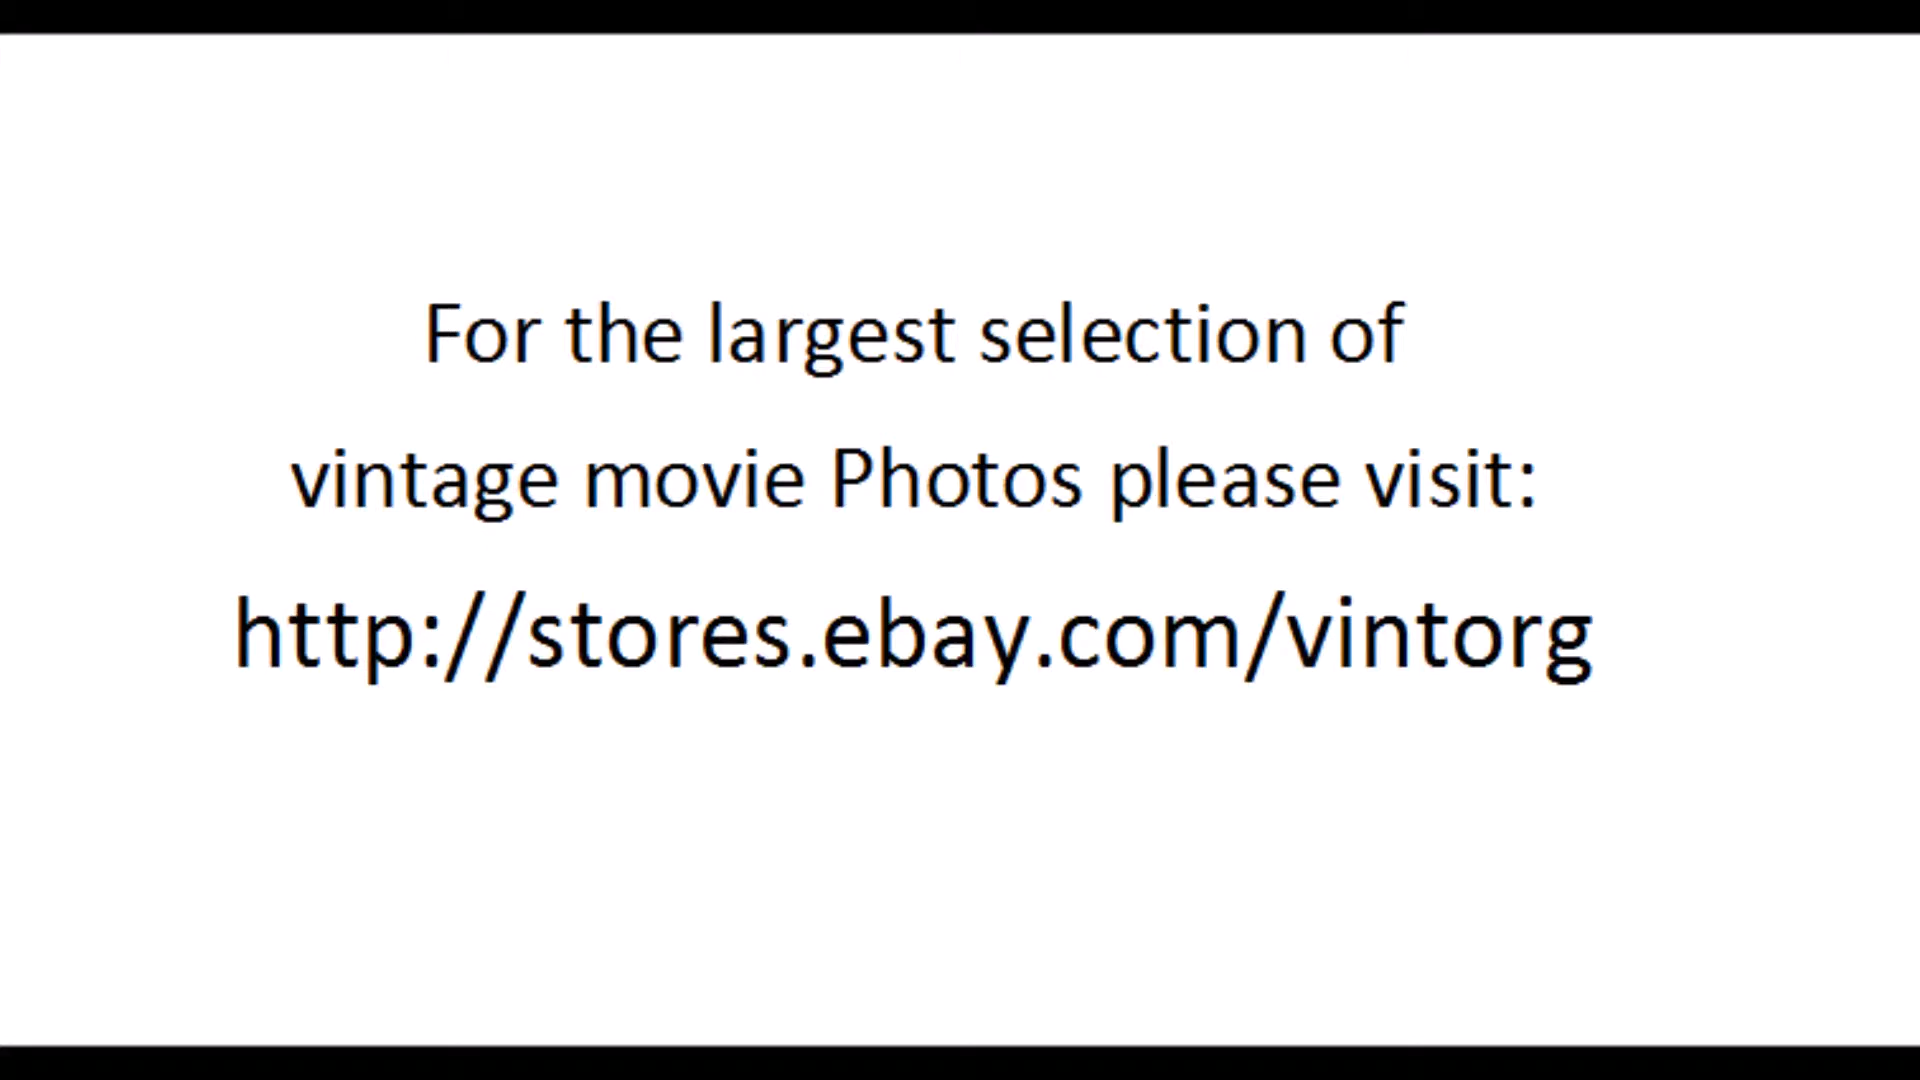 For the largest selection of
vintage movie Photos please visit:
http://stores.ebay.com/vintorg